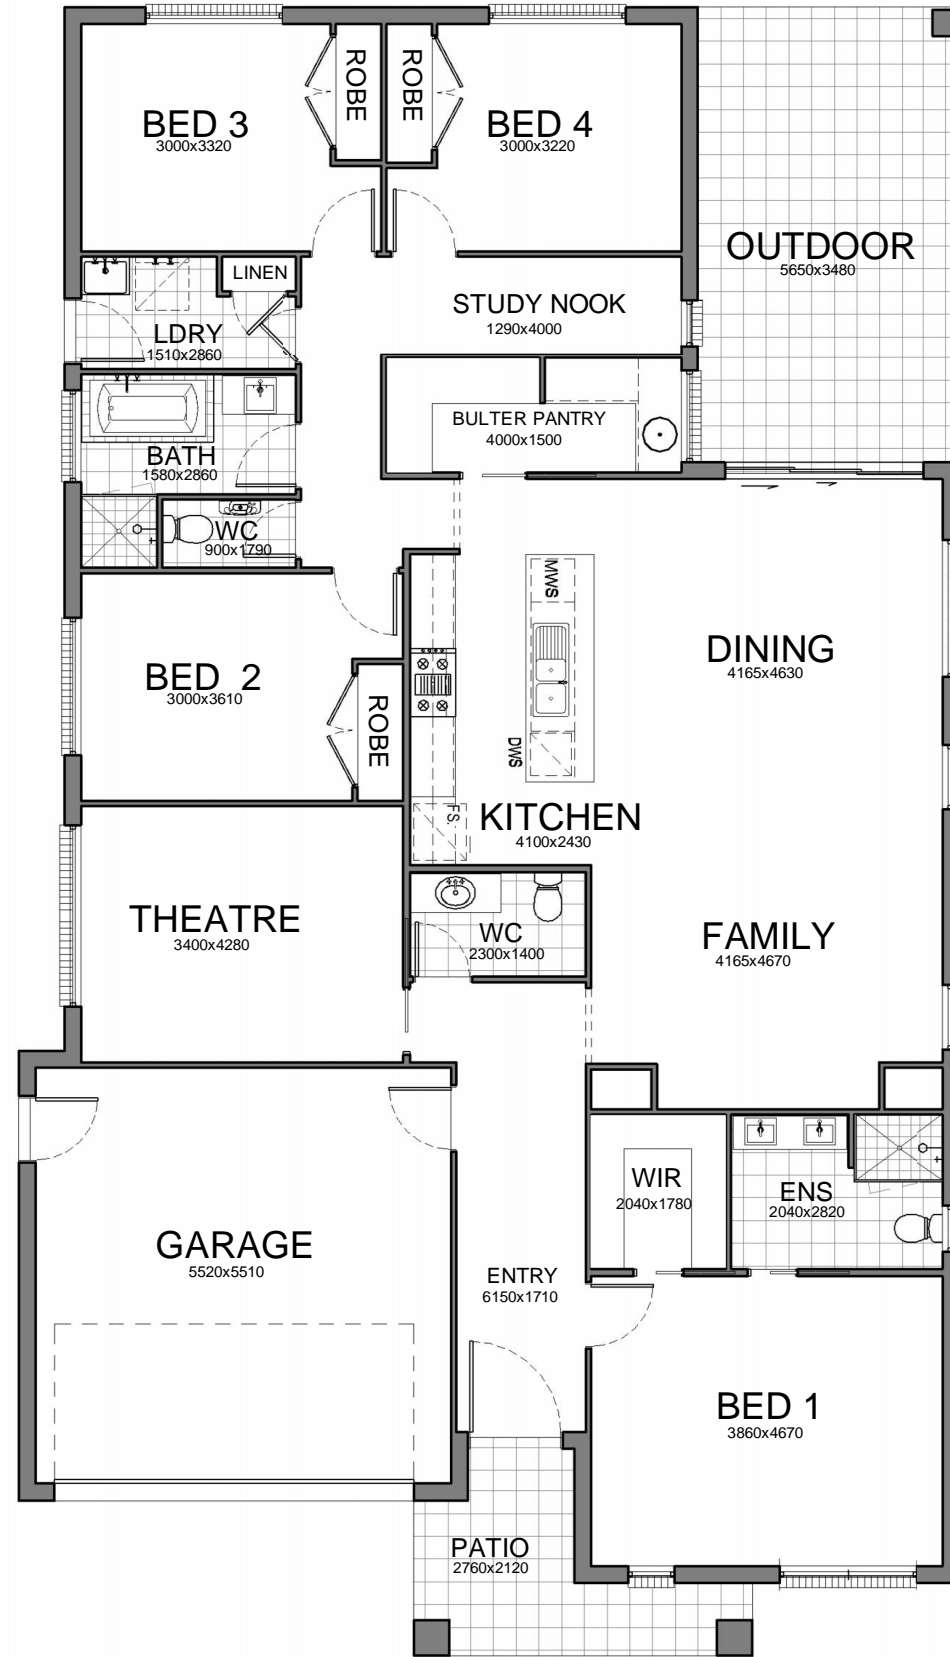 BED 3
3000x3320
ROBE
ROBE
BED 4
3000x3220
OUTDOOR
5650x3480
LINEN
LDRY
1510x2860
STUDY NOOK
1290x4000
BULTER PANTRY
4000x1500
BATH
1580x2860
WC
900x1790
MWS
BED 2
3000x3610
ROBE
DINING
4165x4630
DWS
FS.
KITCHEN
4100x2430
THEATRE
3400x4280
WC
2300x1400
FAMILY
4165x4670
WIR
2040x1780
ENS
2040x2820
GARAGE
5520x5510
ENTRY
6150x1710
BED 1
3860x4670
PATIO
2760x2120